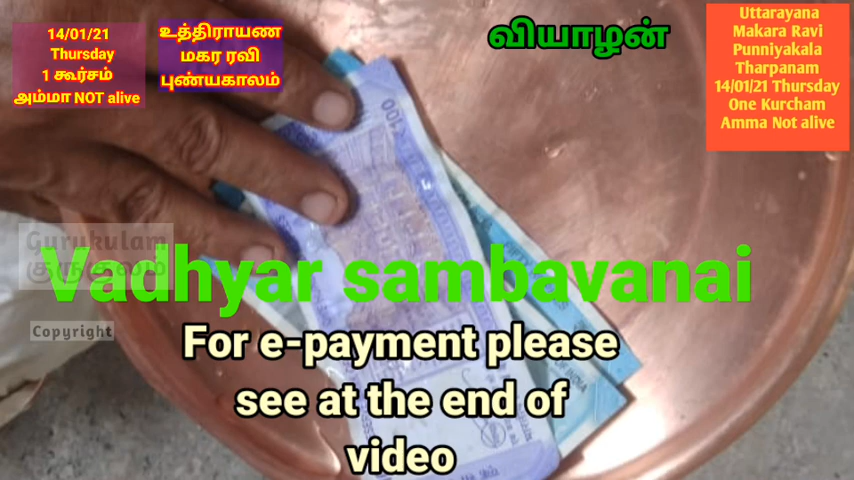 14/01/21
Thursday
1 கூர்சம்
அம்மா NOT alive
உத்திராயண
மகர ரவி
புண்யகாலம்
வியாழன்
Uttarayana
Makara Ravi
Punniyakala
Tharpanam
14/01/21 Thursday
One Kurcham
Amma Not alive
100
Gurukulam
குருகுலம்
Vadhyar sambavanai
Copyright
For e-payment please
see at the end of
video